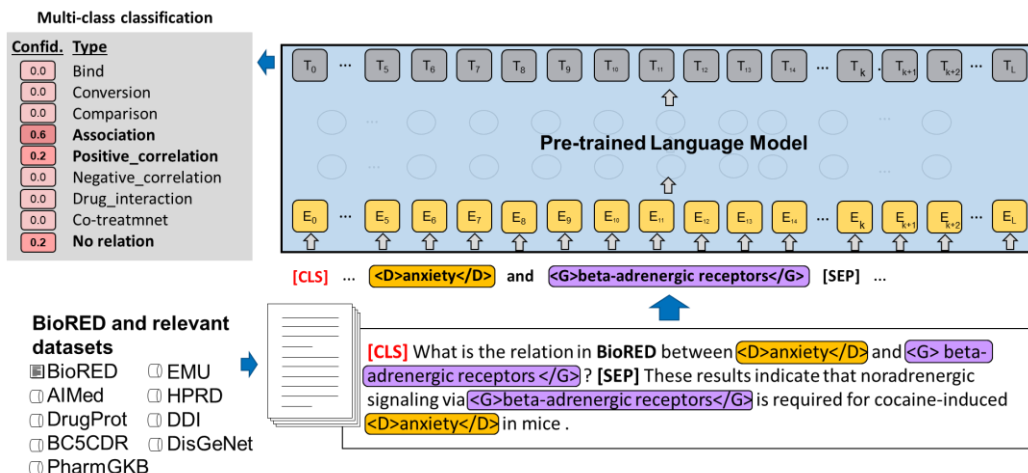 Multi-class classification
Confid. Type
0.0 Bind
0.0 Conversion
0.0 Comparison
0.6 Association
0.2 Positive_correlation
0.0 Negative_correlation
0.0 Drug_interaction
0.0 Co-treatmnet
0.2 No relation
T0 ... T5 T6 T7 T8 T9 T10 T11 T12 T13 T14 ... Tk . Tk+1 Tk+2 ... TL
Pre-trained Language Model
E0 ... E5 E6 E7 E8 E9 E10 E11 E12 E13 E14 ... Ek Ek+1 Ek+2 ... EL
[CLS] ... <D>anxiety</D> and <G>beta-adrenergic receptors</G> [SEP] ...
BioRED and relevant
datasets
BioRED EMU
AIMed HPRD
DrugProt DDI
BC5CDR DisGeNet
PharmGKB
[CLS] What is the relation in BioRED between <D>anxiety</D> and <G> beta-
adrenergic receptors </G> ? [SEP] These results indicate that noradrenergic
signaling via <G>beta-adrenergic receptors</G> is required for cocaine-induced
<D>anxiety</D> in mice .